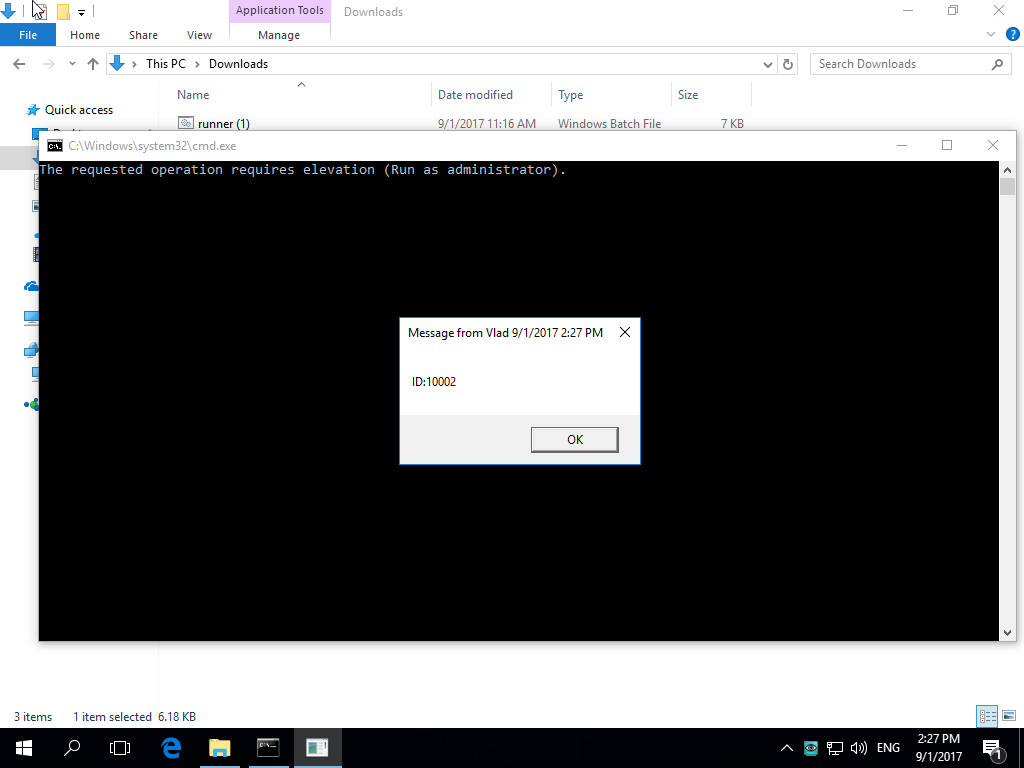 Application Tools
Downloads
File
Home
Share
View
Manage
This PC
Downloads
Search Downloads
Name
Date modified
Type
Size
Quick access
runner (1)
9/1/2017 11:16 AM
Windows Batch File
7 KB
C:\Windows\system32\cmd.exe
The requested operation requires elevation (Run as administrator).
Message from Vlad 9/1/2017 2:27 PM
ID:10002
OK
3 items
1 item selected 6.18 KB
ENG
2:27 PM
9/1/2017
1